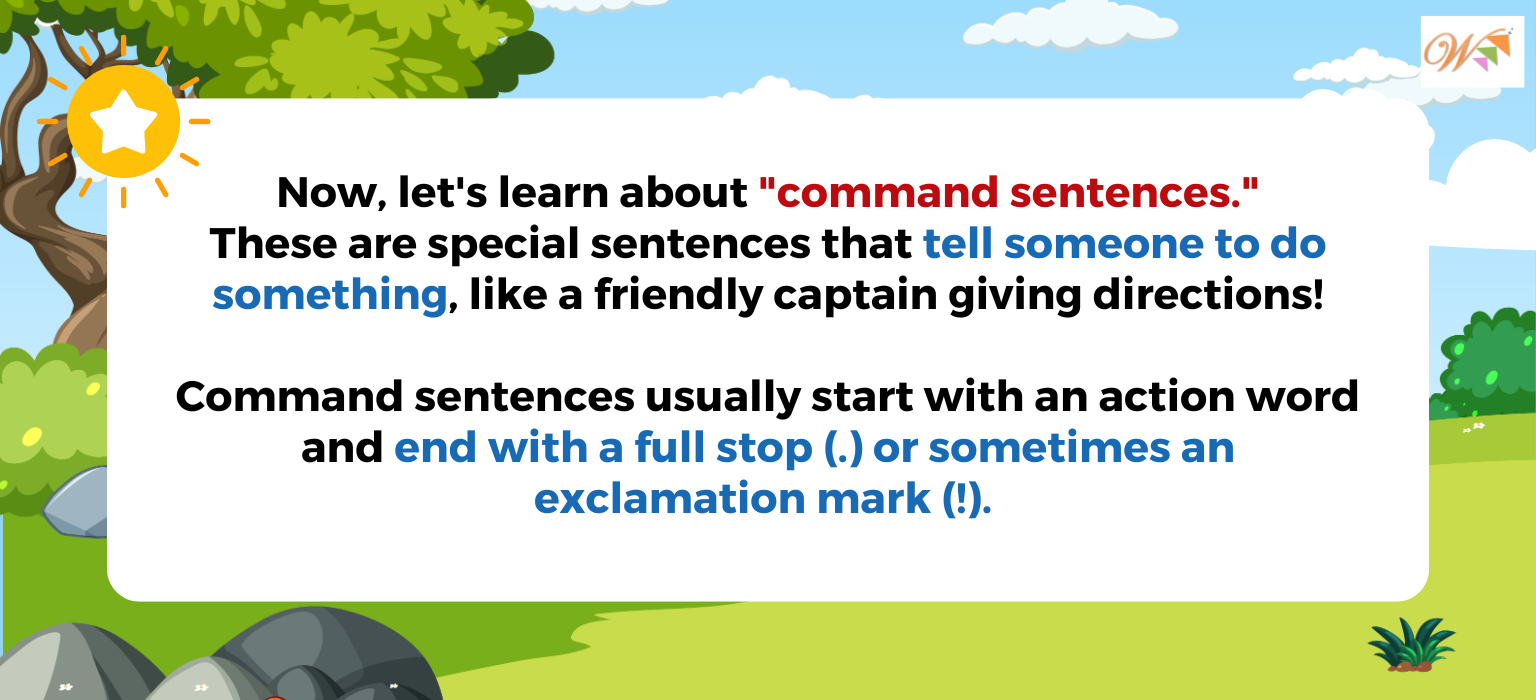 W
Now, let's learn about "command sentences."
These are special sentences that tell someone to do
something, like a friendly captain giving directions!
Command sentences usually start with an action word
and end with a full stop (.) or sometimes an
exclamation mark (!).